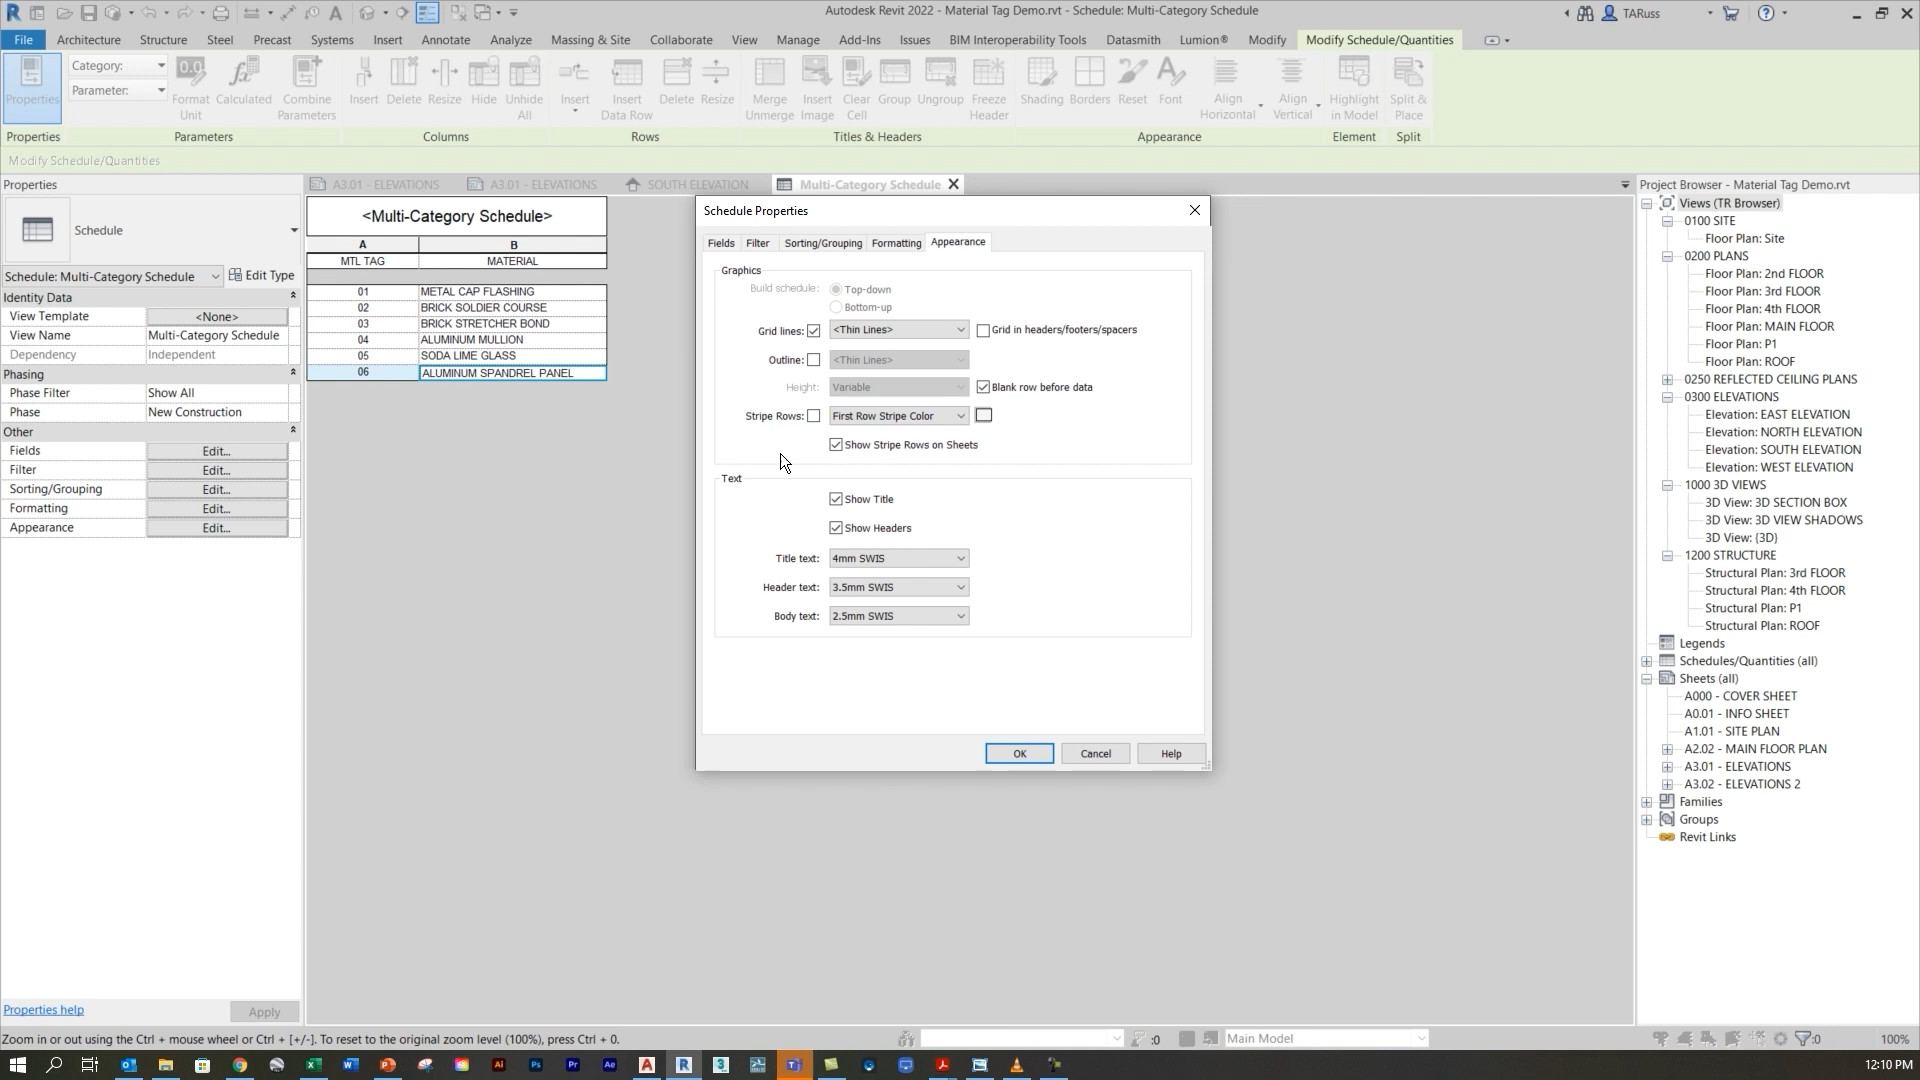 Autodesk Revit 2022 - Material Tag Demo.rvt - Schedule: Multi-Category Schedule
TARuss
File Architecture Structure Steel Precast Systems Insert Annotate Analyze Massing & Site Collaborate View Manage Add-Ins Issues BIM Interoperability Tools Datasmith Lumion® Modify Modify Schedule/Quantities
Properties
Category:
Parameter:
Format Unit
Calculated
Combine Parameters
Insert
Delete
Resize
Hide
Unhide All
Insert
Insert Data Row
Delete
Resize
Merge Unmerge
Insert Image
Clear Cell
Group
Ungroup
Freeze Header
Shading
Borders
Reset
Font
Align Horizontal
Align Vertical
Highlight in Model
Split & Place
Properties Parameters Columns Rows Titles & Headers Appearance Element Split
Modify Schedule/Quantities
Properties
Schedule
Schedule: Multi-Category Schedule
Edit Type
Identity Data
View Template <None>
View Name Multi-Category Schedule
Dependency Independent
Phasing
Phase Filter Show All
Phase New Construction
Other
Fields Edit...
Filter Edit...
Sorting/Grouping Edit...
Formatting Edit...
Appearance Edit...
Properties help
Apply
A3.01 - ELEVATIONS
A3.01 - ELEVATIONS
SOUTH ELEVATION
Multi-Category Schedule
<Multi-Category Schedule>
A B
MTL TAG MATERIAL
01 METAL CAP FLASHING
02 BRICK SOLDIER COURSE
03 BRICK STRETCHER BOND
04 ALUMINUM MULLION
05 SODA LIME GLASS
06 ALUMINUM SPANDREL PANEL
Schedule Properties
Fields Filter Sorting/Grouping Formatting Appearance
Graphics
Build schedule: Top-down
Bottom-up
Grid lines: <Thin Lines> Grid in headers/footers/spacers
Outline: <Thin Lines>
Height: Variable Blank row before data
Stripe Rows: First Row Stripe Color
Show Stripe Rows on Sheets
Text
Show Title
Show Headers
Title text: 4mm SWIS
Header text: 3.5mm SWIS
Body text: 2.5mm SWIS
OK Cancel Help
Project Browser - Material Tag Demo.rvt
Views (TR Browser)
0100 SITE
Floor Plan: Site
0200 PLANS
Floor Plan: 2nd FLOOR
Floor Plan: 3rd FLOOR
Floor Plan: 4th FLOOR
Floor Plan: MAIN FLOOR
Floor Plan: P1
Floor Plan: ROOF
0250 REFLECTED CEILING PLANS
0300 ELEVATIONS
Elevation: EAST ELEVATION
Elevation: NORTH ELEVATION
Elevation: SOUTH ELEVATION
Elevation: WEST ELEVATION
1000 3D VIEWS
3D View: 3D SECTION BOX
3D View: 3D VIEW SHADOWS
3D View: {3D}
1200 STRUCTURE
Structural Plan: 3rd FLOOR
Structural Plan: 4th FLOOR
Structural Plan: P1
Structural Plan: ROOF
Legends
Schedules/Quantities (all)
Sheets (all)
A000 - COVER SHEET
A0.01 - INFO SHEET
A1.01 - SITE PLAN
A2.02 - MAIN FLOOR PLAN
A3.01 - ELEVATIONS
A3.02 - ELEVATIONS 2
Families
Groups
Revit Links
Zoom in or out using the Ctrl + mouse wheel or Ctrl + [+/-]. To reset to the original zoom level (100%), press Ctrl + 0.
:0
Main Model
:0
100%
12:10 PM